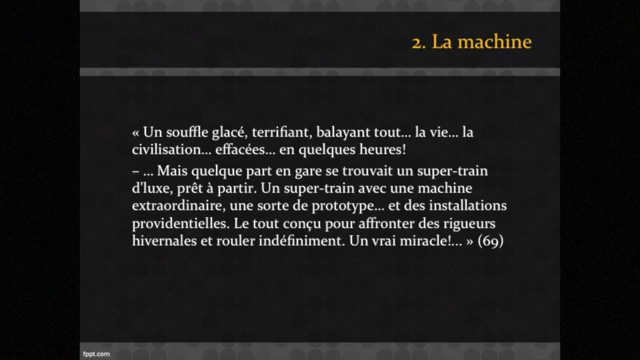 2. La machine
« Un souffle glacé, terrifiant, balayant tout... la vie... la
civilisation... effacées... en quelques heures!
– ... Mais quelque part en gare se trouvait un super-train
d'luxe, prêt à partir. Un super-train avec une machine
extraordinaire, une sorte de prototype... et des installations
providentielles. Le tout conçu pour affronter des rigueurs
hivernales et rouler indéfiniment. Un vrai miracle!... » (69)
fppt.com